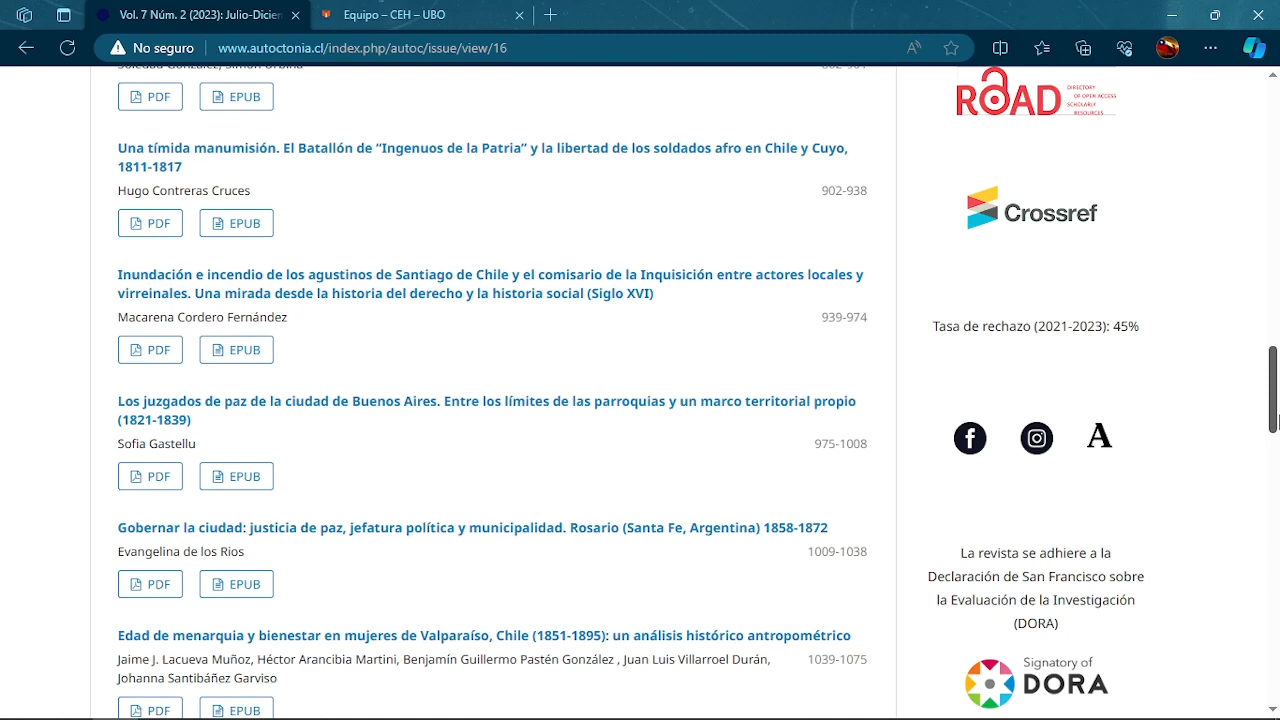 Vol. 7 Núm. 2 (2023): Julio-Dicien
Equipo – CEH – UBO
No seguro
www.autoctonia.cl/index.php/autoc/issue/view/16
PDF
EPUB
Una tímida manumisión. El Batallón de “Ingenuos de la Patria” y la libertad de los soldados afro en Chile y Cuyo,
1811-1817
Hugo Contreras Cruces
902-938
PDF
EPUB
Inundación e incendio de los agustinos de Santiago de Chile y el comisario de la Inquisición entre actores locales y
virreinales. Una mirada desde la historia del derecho y la historia social (Siglo XVI)
Macarena Cordero Fernández
939-974
PDF
EPUB
Los juzgados de paz de la ciudad de Buenos Aires. Entre los límites de las parroquias y un marco territorial propio
(1821-1839)
Sofia Gastellu
975-1008
PDF
EPUB
Gobernar la ciudad: justicia de paz, jefatura política y municipalidad. Rosario (Santa Fe, Argentina) 1858-1872
Evangelina de los Rios
1009-1038
PDF
EPUB
Edad de menarquia y bienestar en mujeres de Valparaíso, Chile (1851-1895): un análisis histórico antropométrico
Jaime J. Lacueva Muñoz, Héctor Arancibia Martini, Benjamín Guillermo Pastén González , Juan Luis Villarroel Durán,
Johanna Santibáñez Garviso
1039-1075
PDF
EPUB
ROAD
DIRECTORY
OF OPEN ACCESS
SCHOLARLY
RESOURCES
Crossref
Tasa de rechazo (2021-2023): 45%
A
La revista se adhiere a la
Declaración de San Francisco sobre
la Evaluación de la Investigación
(DORA)
Signatory of
DORA